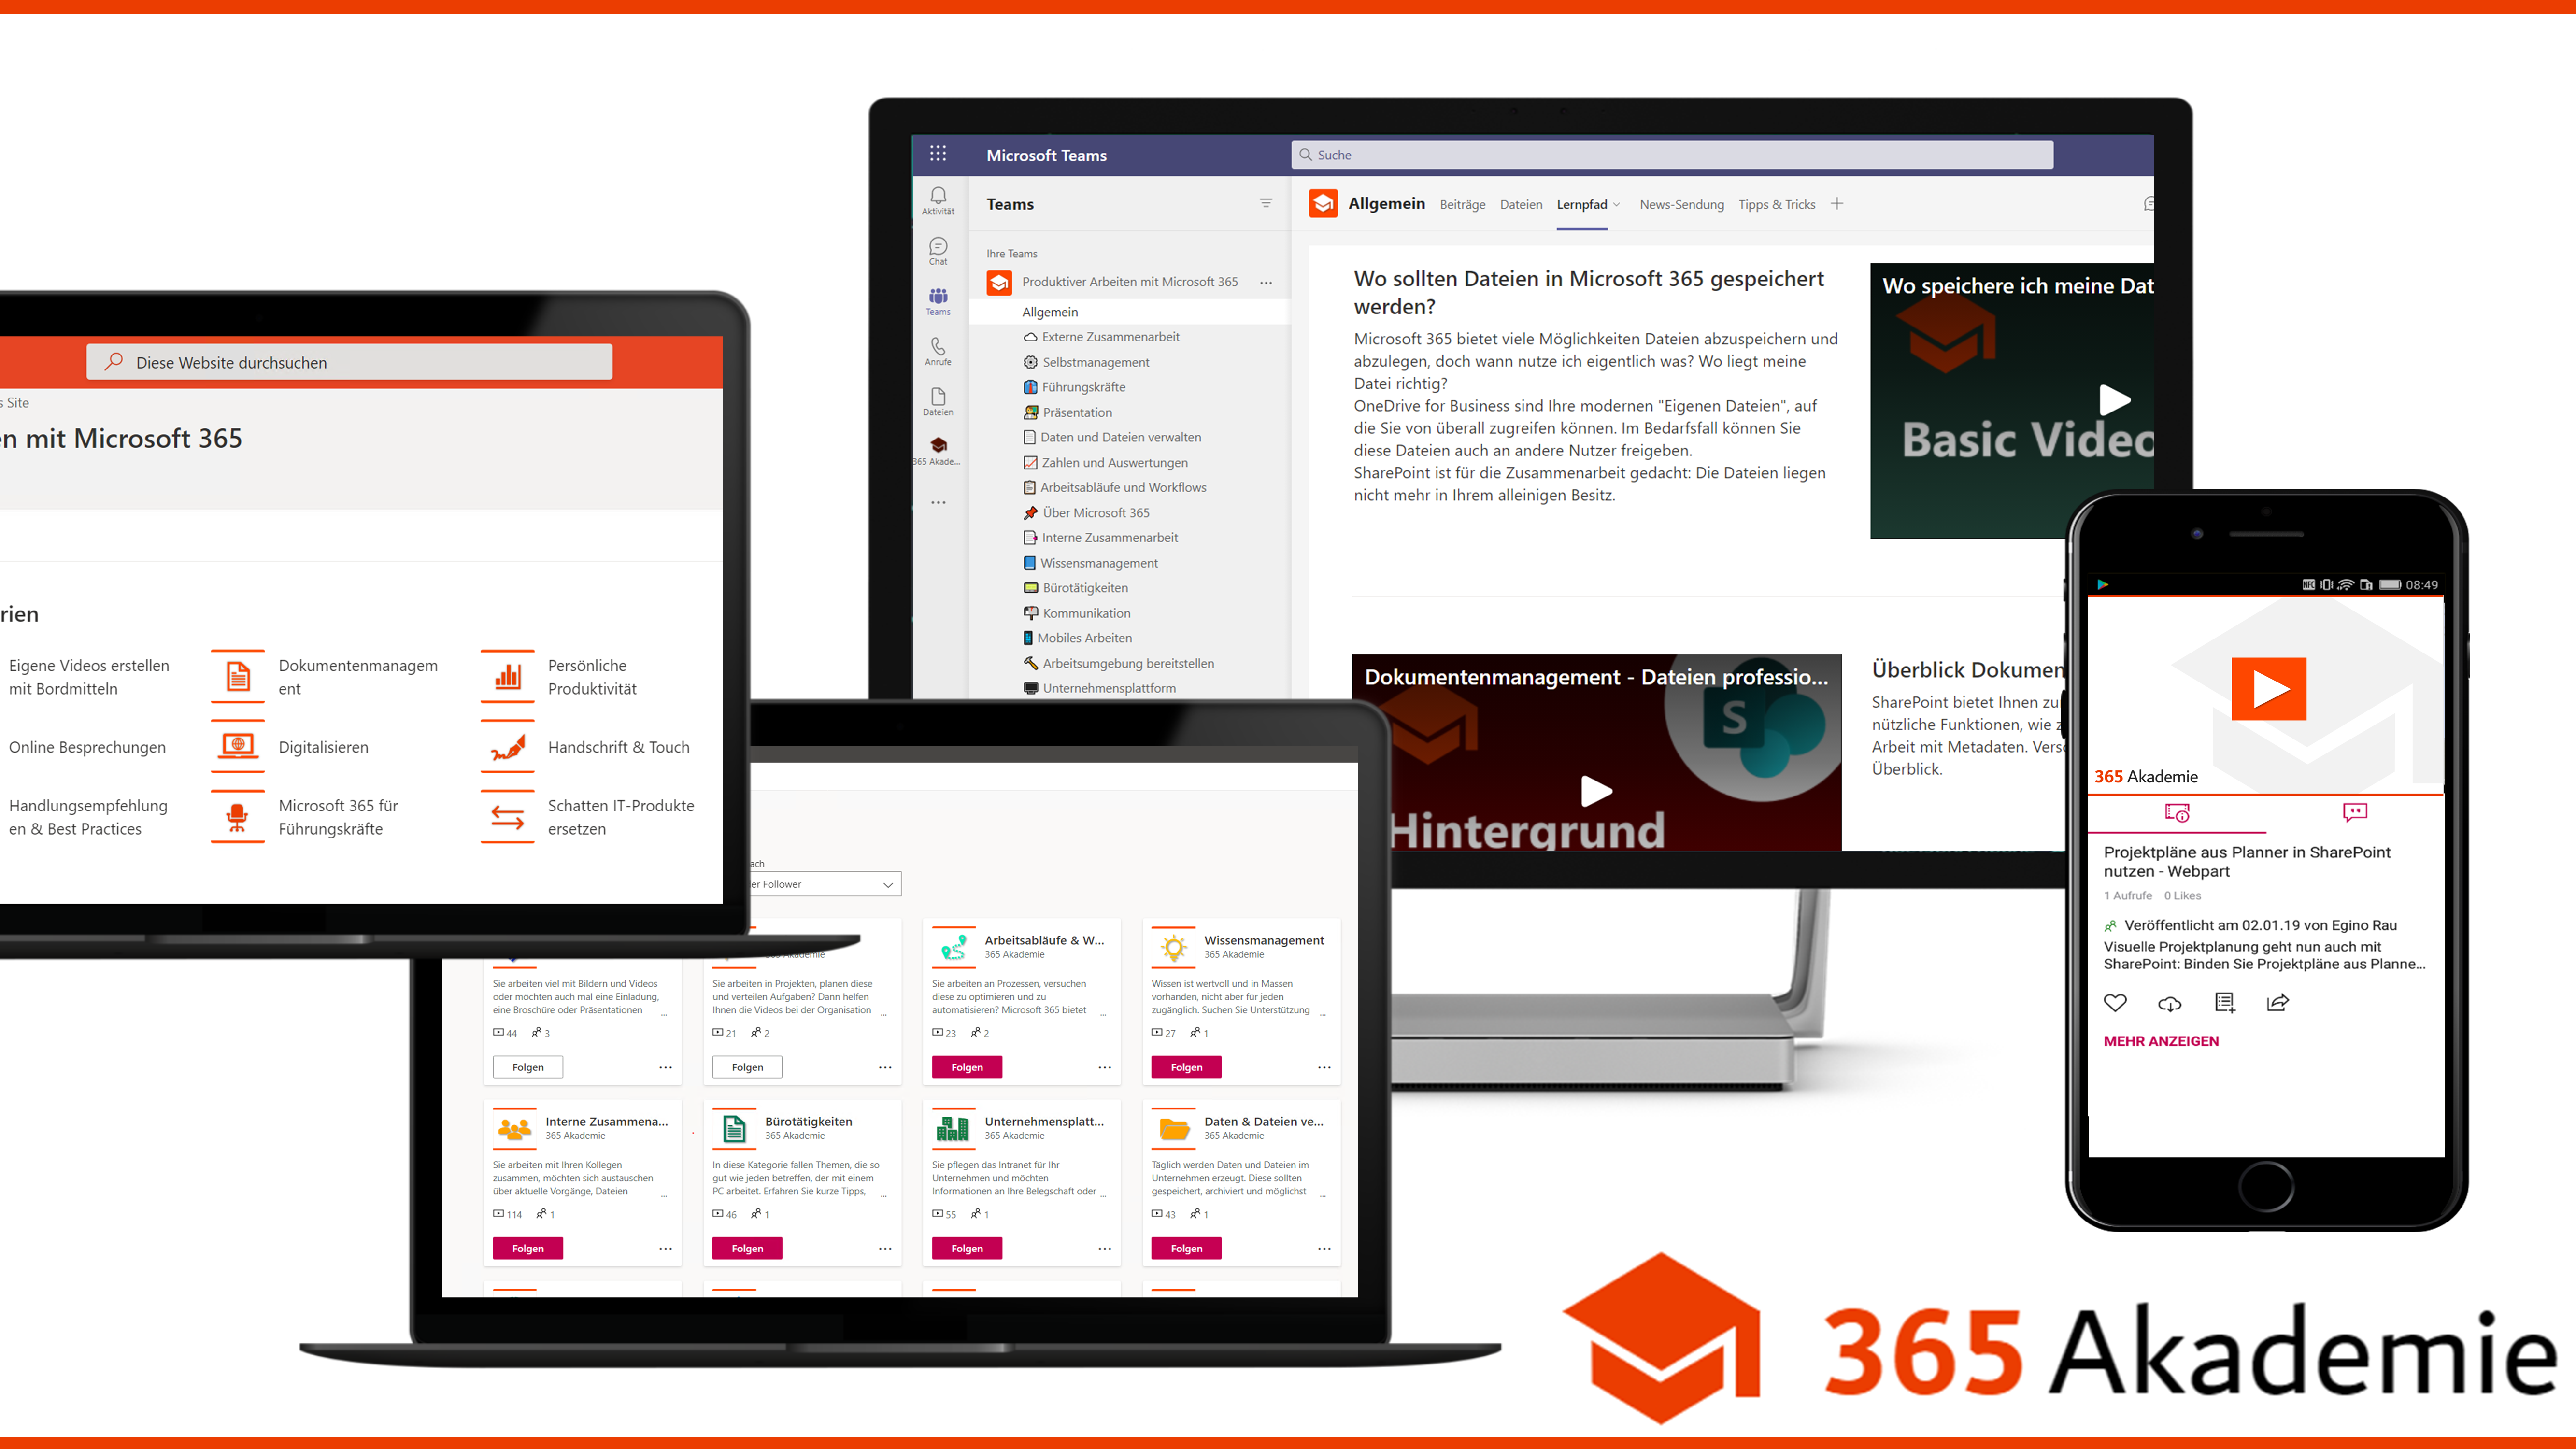 Microsoft Teams
Suche
Aktivität
Chat
Teams
Anrufe
Dateien
365 Akade...
Teams
Ihre Teams
Produktiver Arbeiten mit Microsoft 365
Allgemein
Externe Zusammenarbeit
Selbstmanagement
Führungskräfte
Präsentation
Daten und Dateien verwalten
Zahlen und Auswertungen
Arbeitsabläufe und Workflows
Über Microsoft 365
Interne Zusammenarbeit
Wissensmanagement
Bürotätigkeiten
Kommunikation
Mobiles Arbeiten
Arbeitsumgebung bereitstellen
Unternehmensplattform
Allgemein Beiträge Dateien Lernpfad News-Sendung Tipps & Tricks
Wo sollten Dateien in Microsoft 365 gespeichert
werden?
Microsoft 365 bietet viele Möglichkeiten Dateien abzuspeichern und
abzulegen, doch wann nutze ich eigentlich was? Wo liegt meine
Datei richtig?
OneDrive for Business sind Ihre modernen "Eigenen Dateien", auf
die Sie von überall zugreifen können. Im Bedarfsfall können Sie
diese Dateien auch an andere Nutzer freigeben.
SharePoint ist für die Zusammenarbeit gedacht: Die Dateien liegen
nicht mehr in Ihrem alleinigen Besitz.
Wo speichere ich meine Dat
Basic Video
Dokumentenmanagement - Dateien professio...
S
Hintergrund
Überblick Dokumen
SharePoint bietet Ihnen zu
nützliche Funktionen, wie z
Arbeit mit Metadaten. Vers
Überblick.
Diese Website durchsuchen
s Site
en mit Microsoft 365
rien
Eigene Videos erstellen
mit Bordmitteln
Dokumentenmanagem
ent
Persönliche
Produktivität
Online Besprechungen
Digitalisieren
Handschrift & Touch
Handlungsempfehlung
en & Best Practices
Microsoft 365 für
Führungskräfte
Schatten IT-Produkte
ersetzen
ach
er Follower
Sie arbeiten viel mit Bildern und Videos
oder möchten auch mal eine Einladung,
eine Broschüre oder Präsentationen ...
44 3
Folgen
365 Akademie
Sie arbeiten in Projekten, planen diese
und verteilen Aufgaben? Dann helfen
Ihnen die Videos bei der Organisation ...
21 2
Folgen
Arbeitsabläufe & W...
365 Akademie
Sie arbeiten an Prozessen, versuchen
diese zu optimieren und zu
automatisieren? Microsoft 365 bietet ...
23 2
Folgen
Wissensmanagement
365 Akademie
Wissen ist wertvoll und in Massen
vorhanden, nicht aber für jeden
zugänglich. Suchen Sie Unterstützung ...
27 1
Folgen
Interne Zusammena...
365 Akademie
Sie arbeiten mit Ihren Kollegen
zusammen, möchten sich austauschen
über aktuelle Vorgänge, Dateien ...
114 1
Folgen
Bürotätigkeiten
365 Akademie
In diese Kategorie fallen Themen, die so
gut wie jeden betreffen, der mit einem
PC arbeitet. Erfahren Sie kurze Tipps, ...
46 1
Folgen
Unternehmensplatt...
365 Akademie
Sie pflegen das Intranet für Ihr
Unternehmen und möchten
Informationen an Ihre Belegschaft oder ...
55 1
Folgen
Daten & Dateien ve...
365 Akademie
Täglich werden Daten und Dateien im
Unternehmen erzeugt. Diese sollten
gespeichert, archiviert und möglichst ...
43 1
Folgen
NFC 08:49
365 Akademie
Projektpläne aus Planner in SharePoint
nutzen - Webpart
1 Aufrufe 0 Likes
Veröffentlicht am 02.01.19 von Egino Rau
Visuelle Projektplanung geht nun auch mit
SharePoint: Binden Sie Projektpläne aus Planne...
MEHR ANZEIGEN
365 Akademie